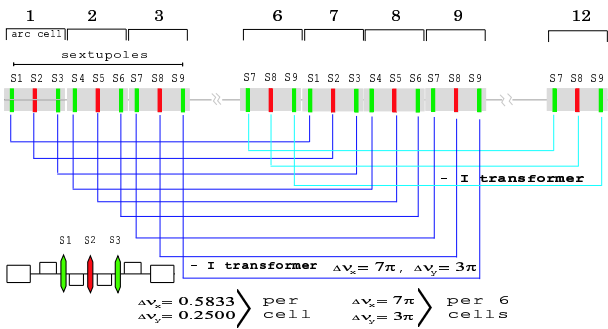 1 2 3 6 7 8 9 12
arc cell
sextupoles
S1 S2 S3 S4 S5 S6 S7 S8 S9 S7 S8 S9 S1 S2 S3 S4 S5 S6 S7 S8 S9 S7 S8 S9
- I transformer
S1 S2 S3
- I transformer Δνx= 7π , Δνy= 3π
Δνx= 0.5833 per Δνx= 7π per 6
Δνy= 0.2500 cell Δνy= 3π cells